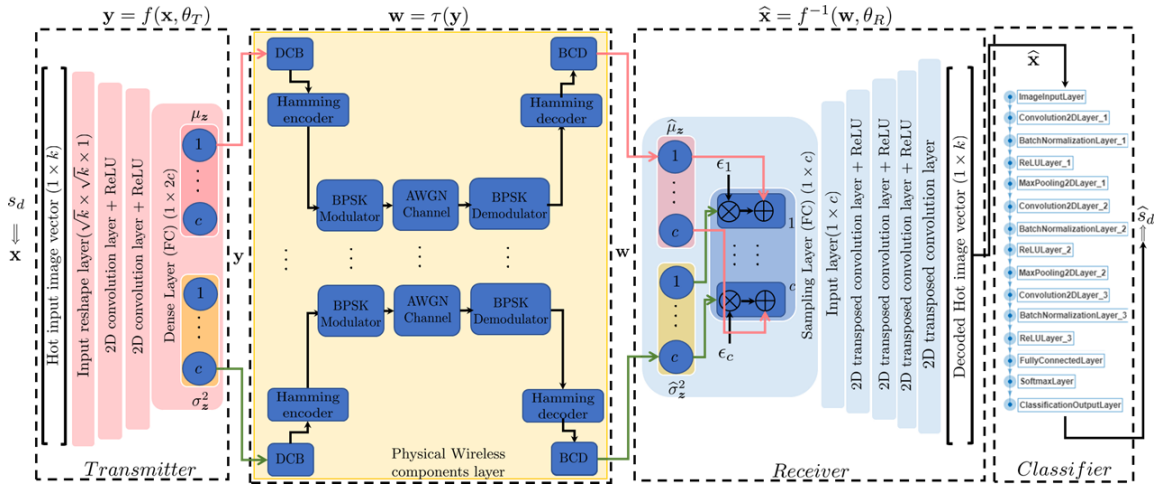 y = f(x, θ_T)
w = τ(y)
x̂ = f⁻¹(w, θ_R)
s_d
⇓
x
Hot input image vector (1 × k)
Input reshape layer(√k × √k × 1)
2D convolution layer + ReLU
2D convolution layer + ReLU
Dense Layer (FC) (1 × 2c)
μ_z
1
c
1
c
σ²_z
Transmitter
y
DCB
Hamming
encoder
BPSK
Modulator
AWGN
Channel
BPSK
Demodulator
Hamming
decoder
BCD
BPSK
Modulator
AWGN
Channel
BPSK
Demodulator
Hamming
encoder
DCB
Hamming
decoder
BCD
Physical Wireless
components layer
w
μ̂_z
1
c
1
c
σ̂²_z
ϵ₁
1
c
ϵ_c
Sampling Layer (FC) (1 × c)
Input layer(1 × c)
2D transposed convolution layer + ReLU
2D transposed convolution layer + ReLU
2D transposed convolution layer + ReLU
2D transposed convolution layer
Decoded Hot image vector (1 × k)
Receiver
x̂
ImageInputLayer
Convolution2DLayer_1
BatchNormalizationLayer_1
ReLULayer_1
MaxPooling2DLayer_1
Convolution2DLayer_2
BatchNormalizationLayer_2
ReLULayer_2
MaxPooling2DLayer_2
Convolution2DLayer_3
BatchNormalizationLayer_3
ReLULayer_3
FullyConnectedLayer
SoftmaxLayer
ClassificationOutputLayer
ŝ_d
⇑
Classifier